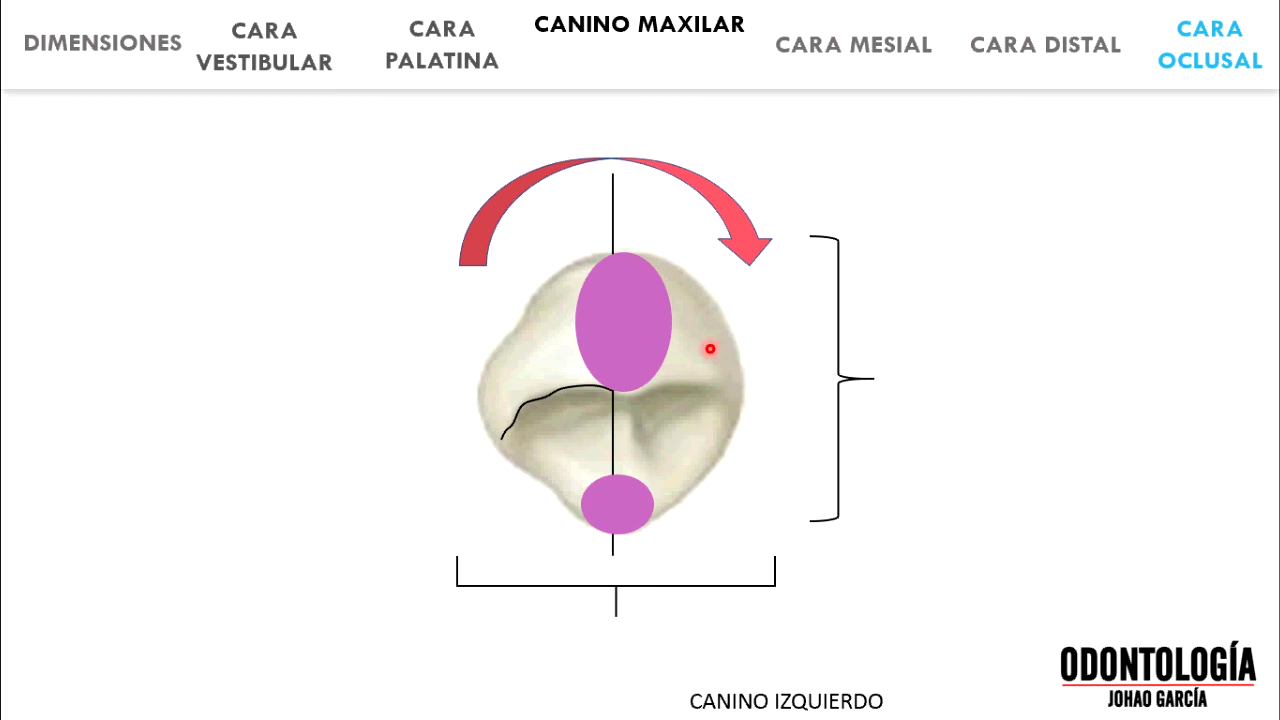 DIMENSIONES
CARA
VESTIBULAR
CARA
PALATINA
CANINO MAXILAR
CARA MESIAL
CARA DISTAL
CARA
OCLUSAL
CANINO IZQUIERDO
ODONTOLOGÍA
JOHAO GARCÍA